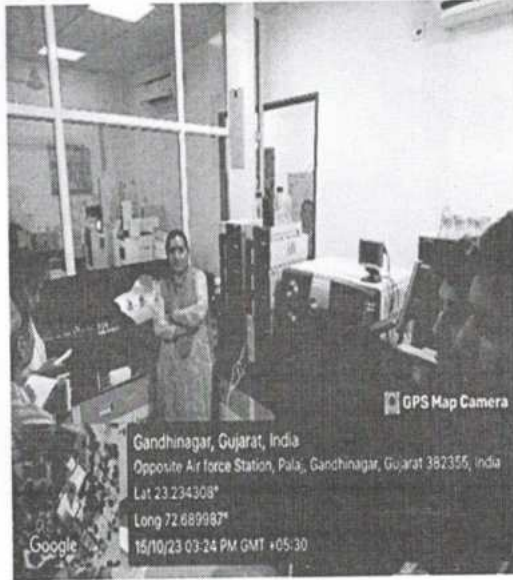 GPS Map Camera
Gandhinagar, Gujarat, India
Opposite Air force Station, Palaj, Gandhinagar, Gujarat 382355, India
Lat 23.234308°
Long 72.689987°
15/10/23 03:24 PM GMT +05:30
Google